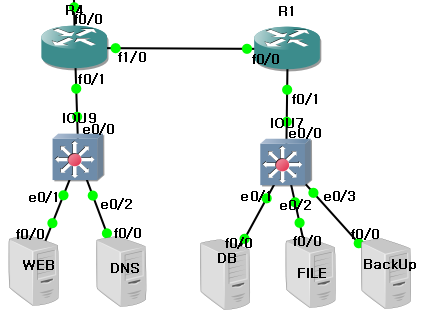 R4
f0/0
R1
f1/0
f0/0
f0/1
f0/1
IOU9
e0/0
IOU7
e0/0
e0/1
e0/2
e0/1
e0/2
e0/3
f0/0
f0/0
f0/0
f0/0
f0/0
WEB
DNS
DB
FILE
BackUp